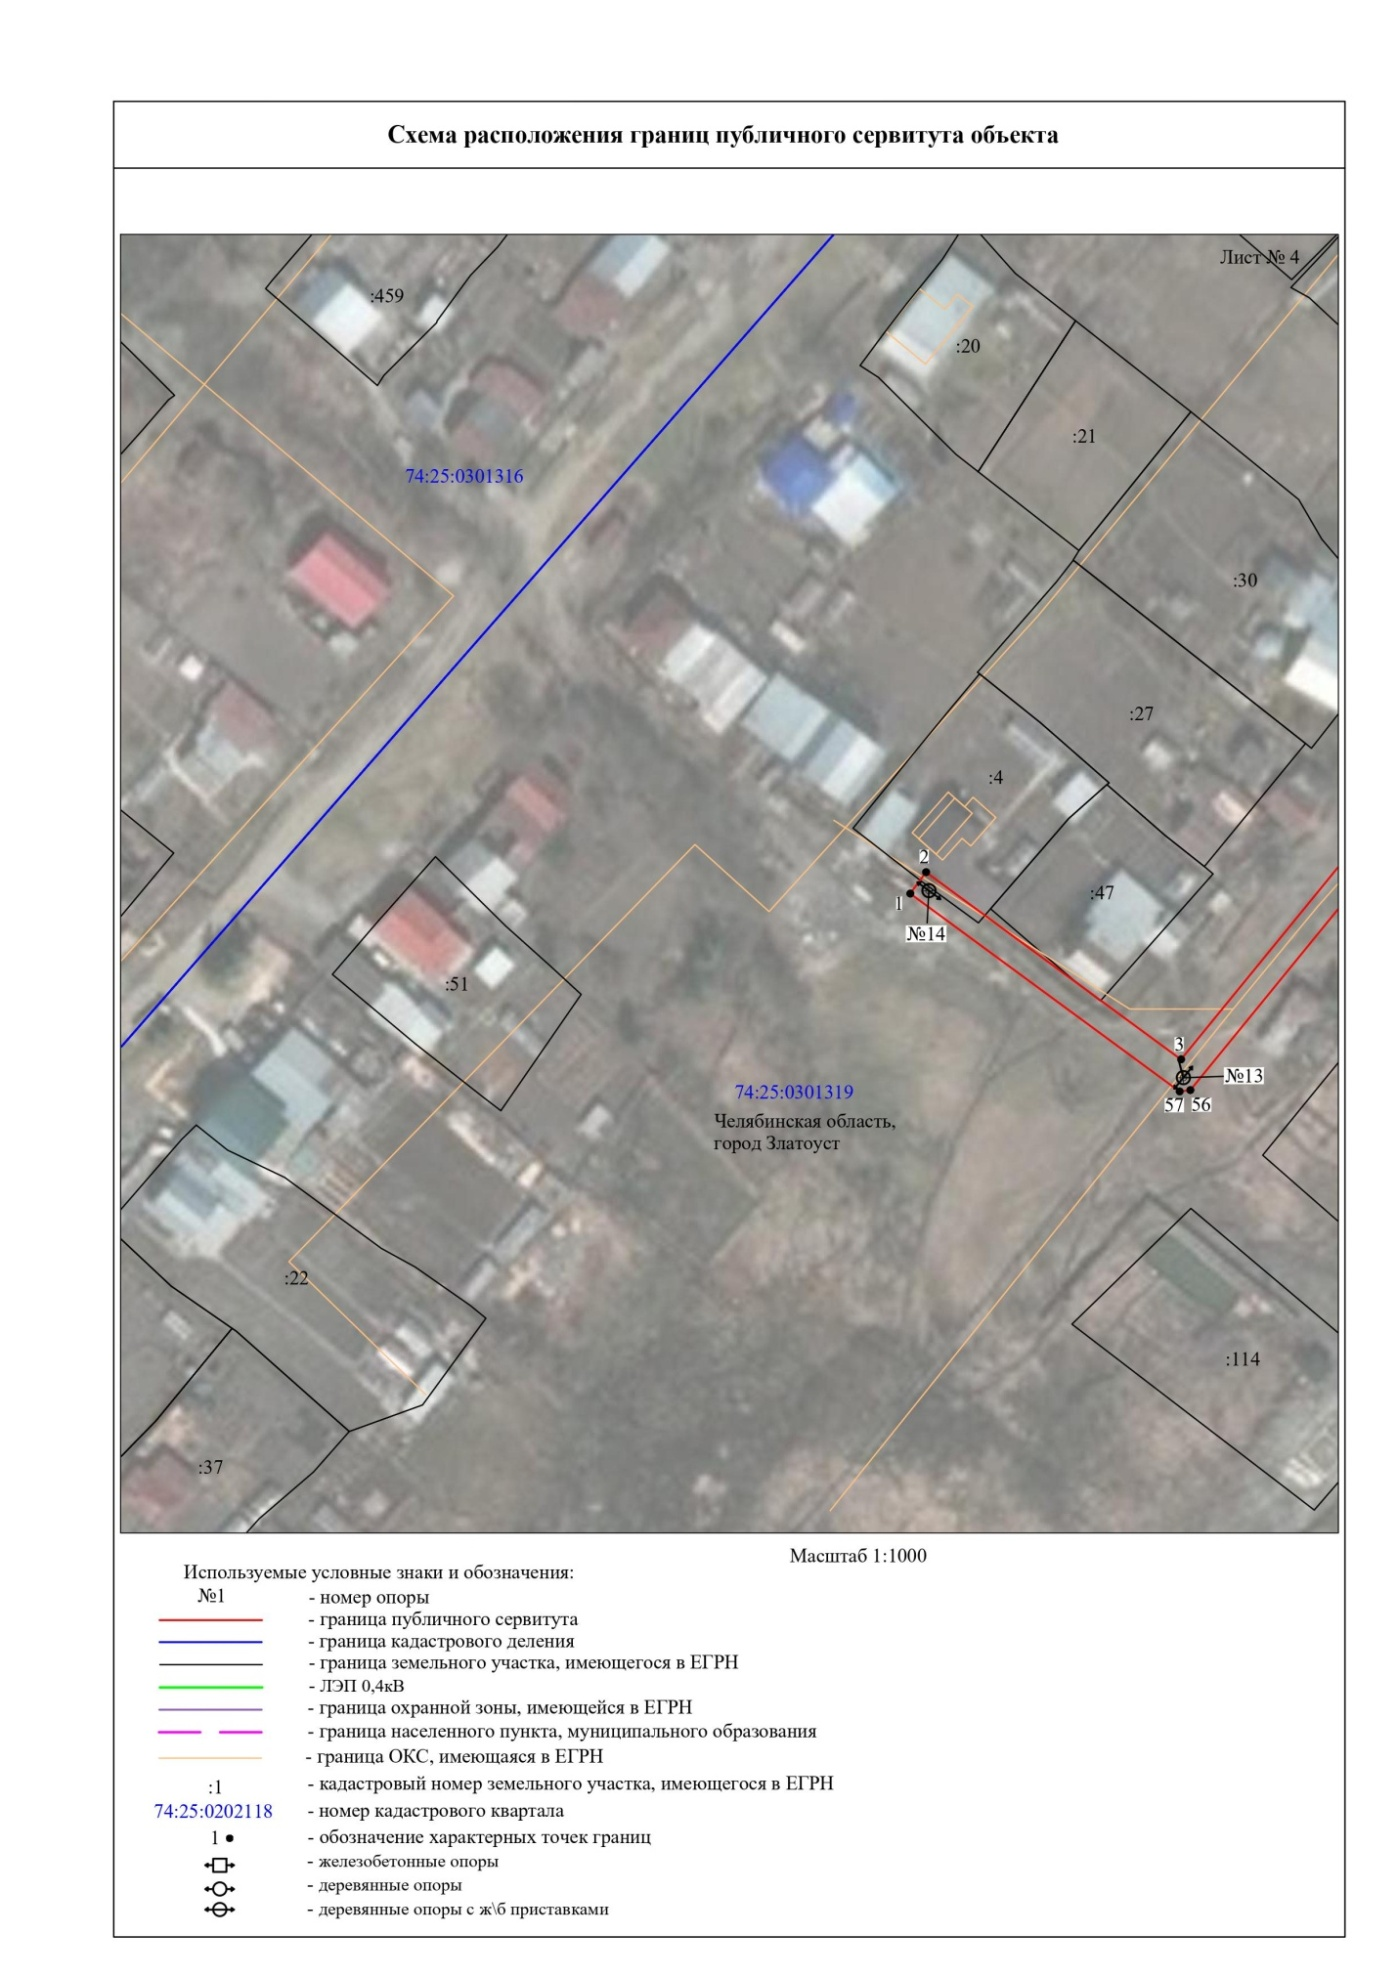 Схема расположения границ публичного сервитута объекта
Лист № 4
:459
:20
:21
74:25:0301316
:30
:27
:4
2
:47
1
№14
:51
3
№13
57 56
74:25:0301319
Челябинская область,
город Златоуст
:22
:114
:37
Масштаб 1:1000
Используемые условные знаки и обозначения:
№1 - номер опоры
- граница публичного сервитута
- граница кадастрового деления
- граница земельного участка, имеющегося в ЕГРН
- ЛЭП 0,4кВ
- граница охранной зоны, имеющейся в ЕГРН
- граница населенного пункта, муниципального образования
- граница ОКС, имеющаяся в ЕГРН
:1 - кадастровый номер земельного участка, имеющегося в ЕГРН
74:25:0202118 - номер кадастрового квартала
1 - обозначение характерных точек границ
- железобетонные опоры
- деревянные опоры
- деревянные опоры с ж\б приставками